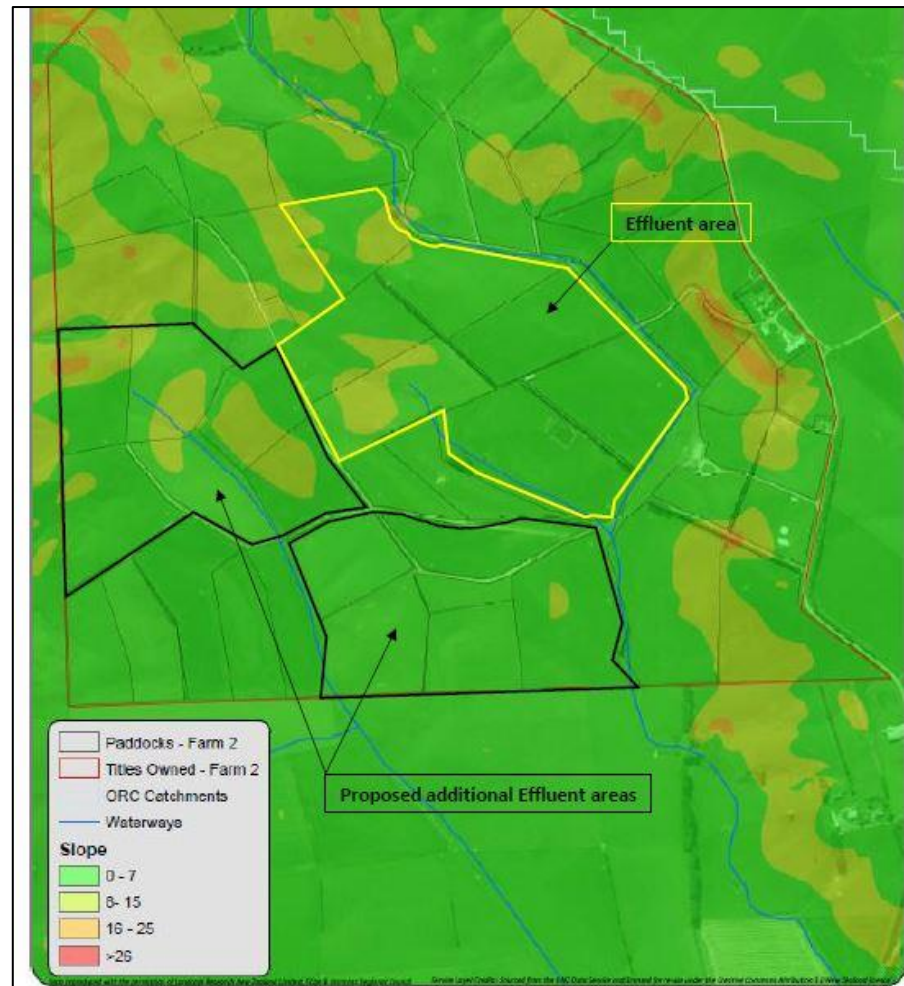 Effluent area
Proposed additional Effluent areas
Paddocks - Farm 2
Titles Owned - Farm 2
ORC Catchments
Waterways
Slope
0 - 7
8- 15
16 - 25
>26